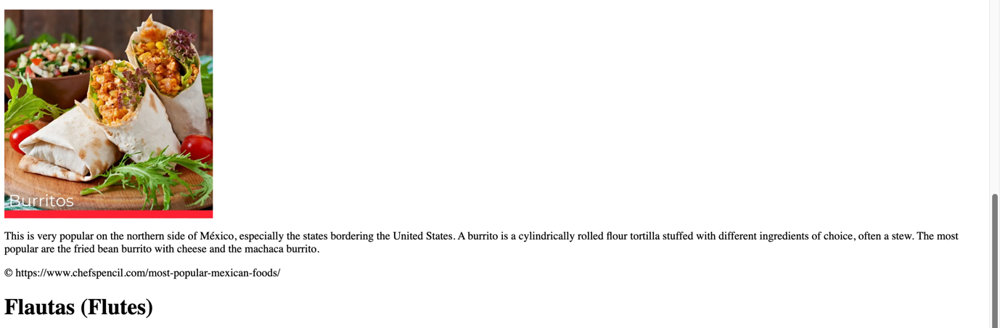 Burritos
This is very popular on the northern side of México, especially the states bordering the United States. A burrito is a cylindrically rolled flour tortilla stuffed with different ingredients of choice, often a stew. The most
popular are the fried bean burrito with cheese and the machaca burrito.
© https://www.chefspencil.com/most-popular-mexican-foods/
Flautas (Flutes)